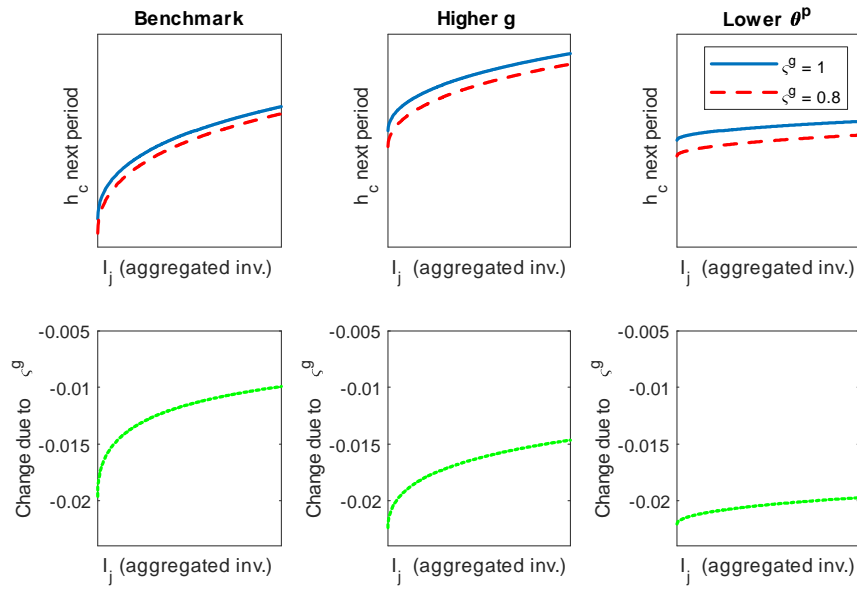 Benchmark
h_c next period
I_j (aggregated inv.)
Higher g
h_c next period
I_j (aggregated inv.)
Lower θ^p
ς^g = 1
ς^g = 0.8
h_c next period
I_j (aggregated inv.)
-0.005
-0.01
-0.015
-0.02
Change due to ς^g
I_j (aggregated inv.)
-0.005
-0.01
-0.015
-0.02
Change due to ς^g
I_j (aggregated inv.)
-0.005
-0.01
-0.015
-0.02
Change due to ς^g
I_j (aggregated inv.)